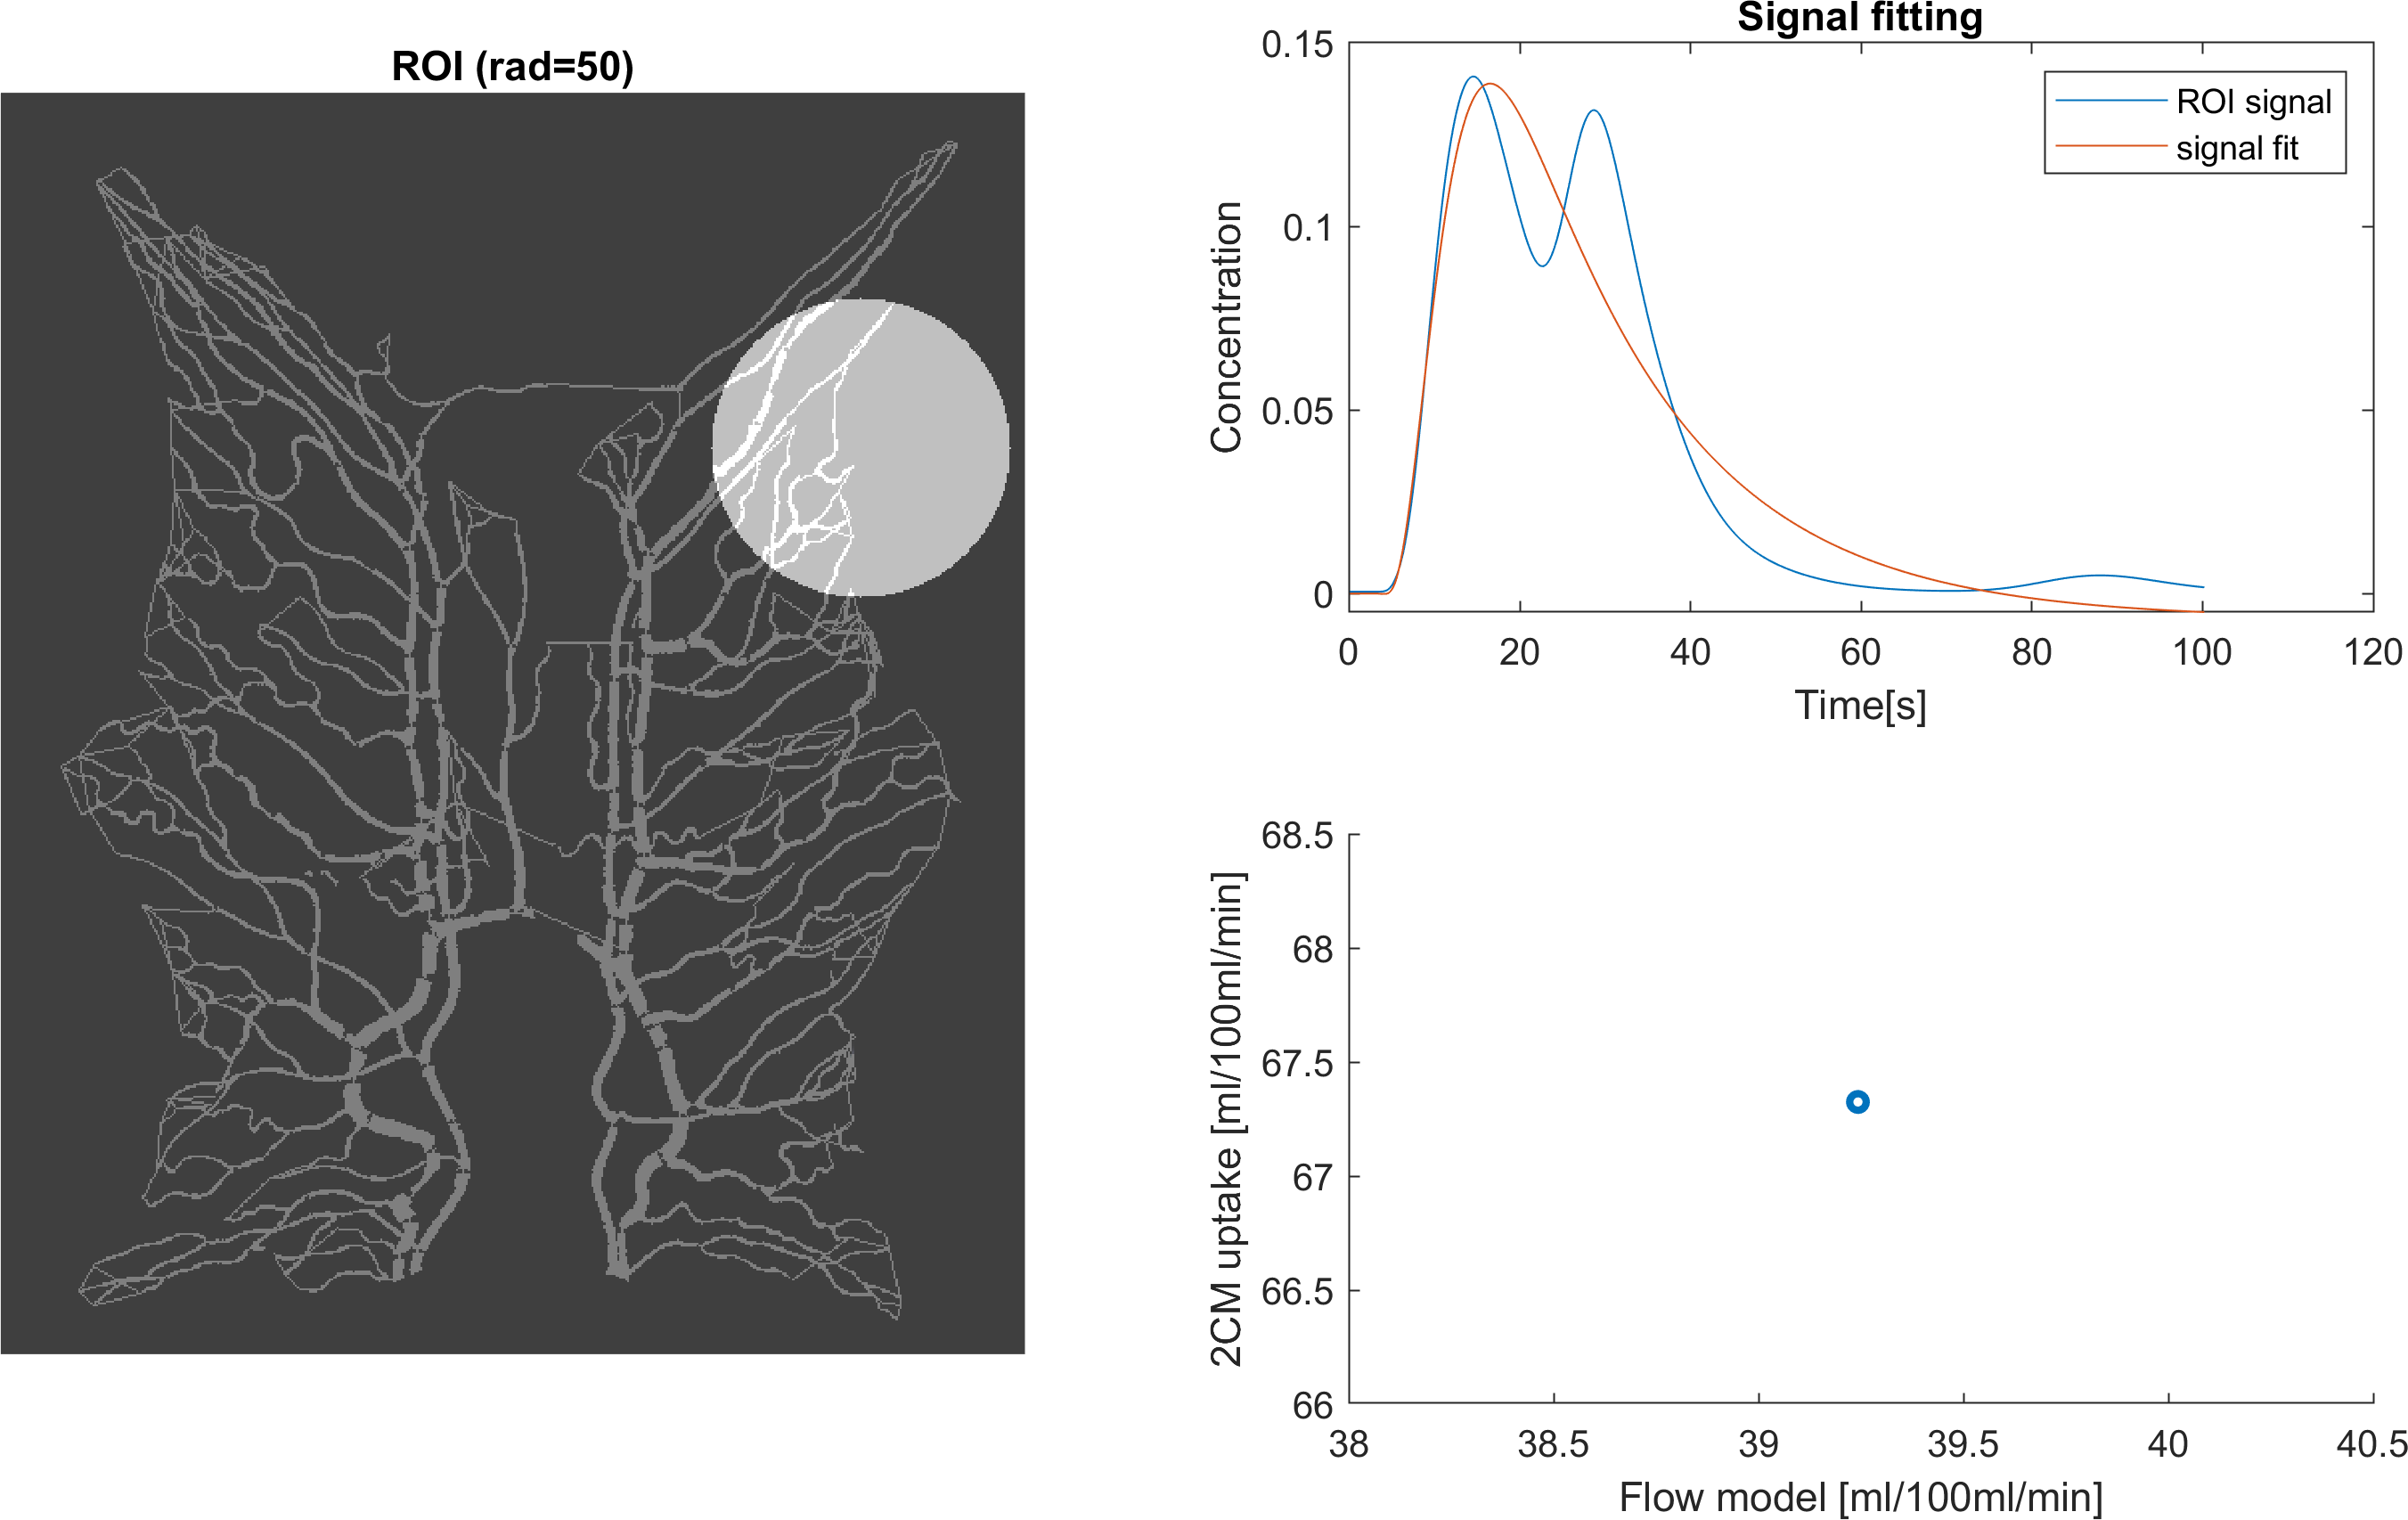 ROI (rad=50)
Signal fitting
0.15
0.1
0.05
0
Concentration
ROI signal
signal fit
0 20 40 60 80 100 120
Time[s]
68.5
68
67.5
67
66.5
66
2CM uptake [ml/100ml/min]
38 38.5 39 39.5 40 40.5
Flow model [ml/100ml/min]